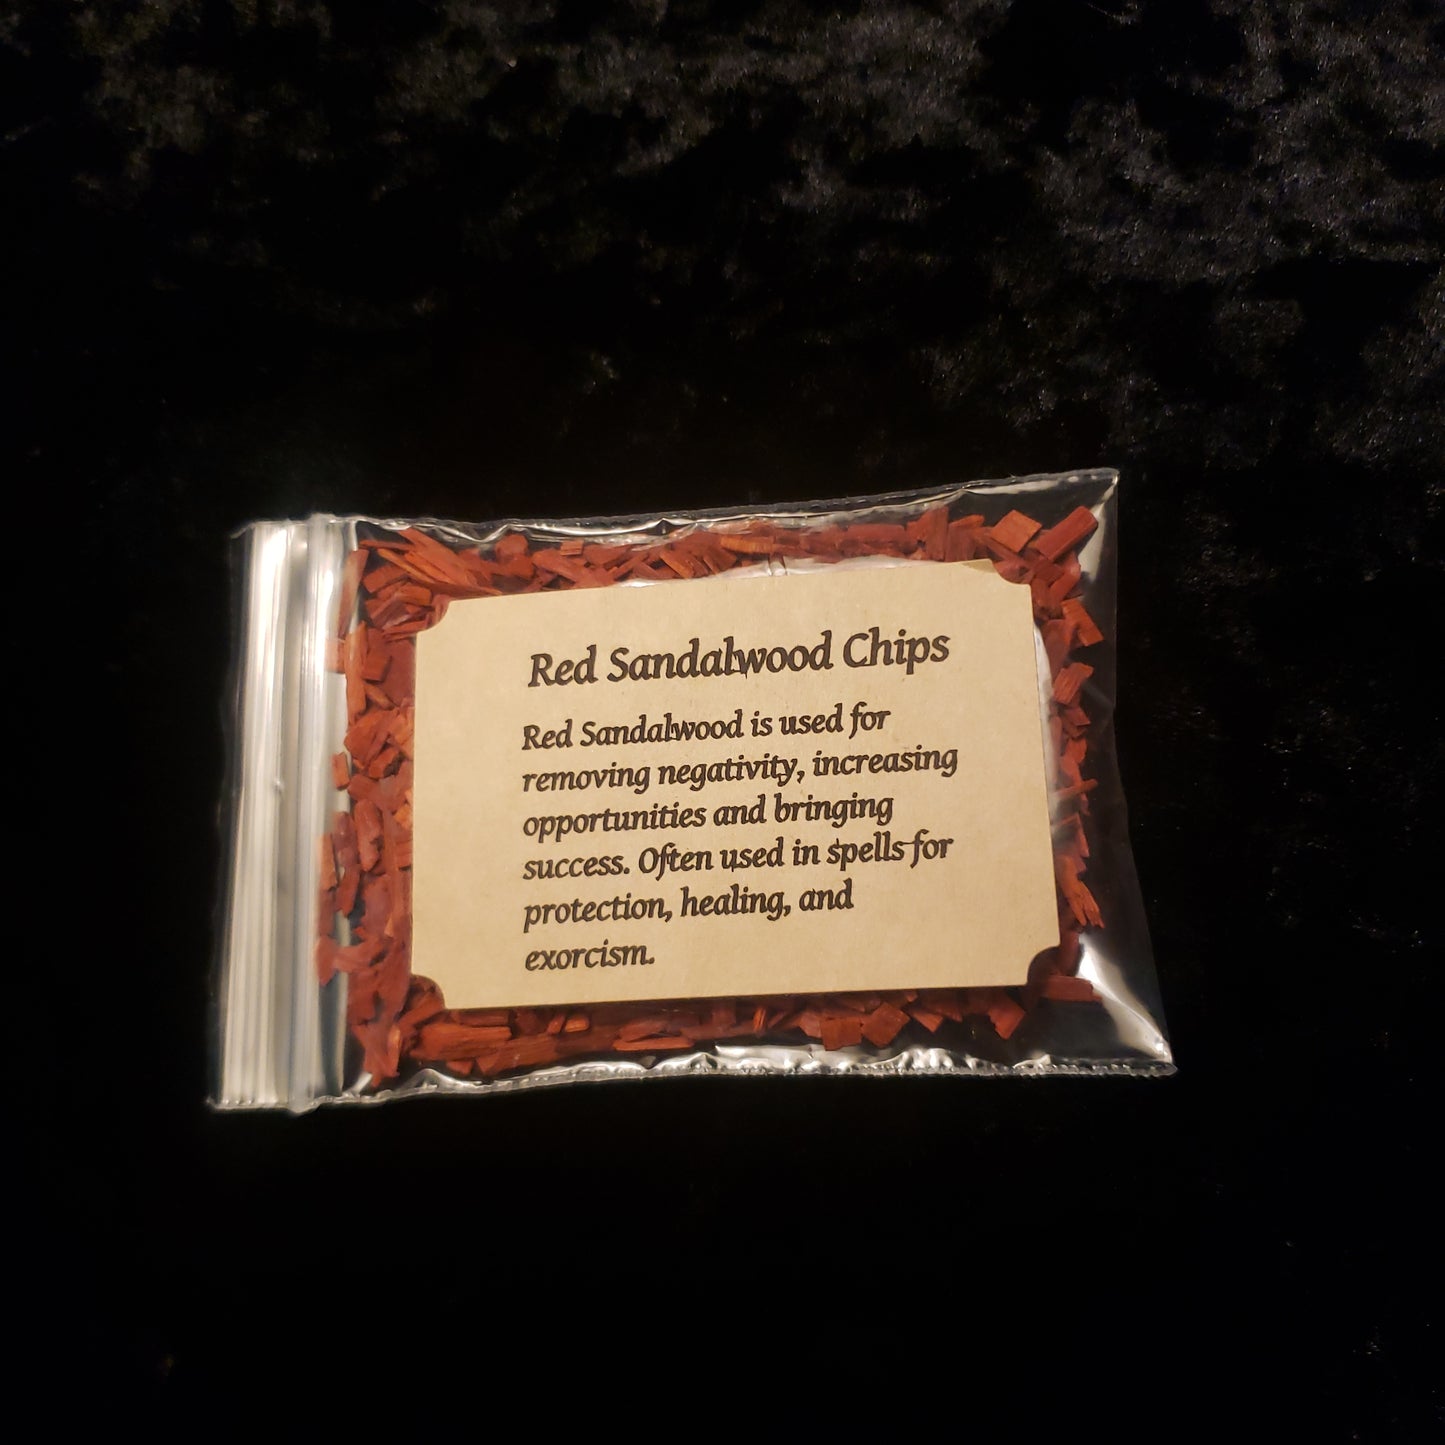 Red Sandalwood Chips
Red Sandalwood is used for
removing negativity, increasing
opportunities and bringing
success. Often used in spells for
protection, healing, and
exorcism.